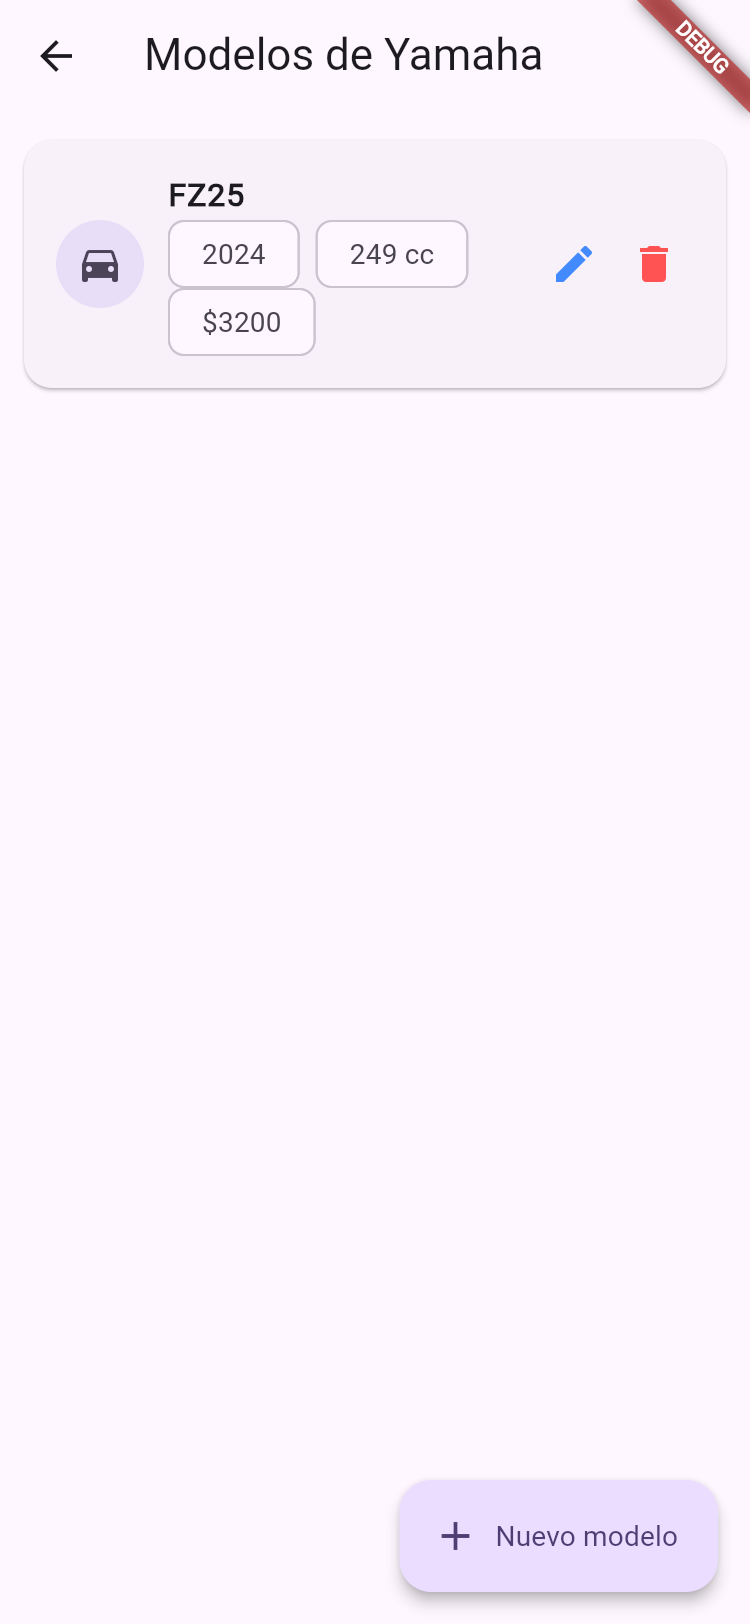 Modelos de Yamaha
DEBUG
FZ25
2024
249 cc
$3200
Nuevo modelo